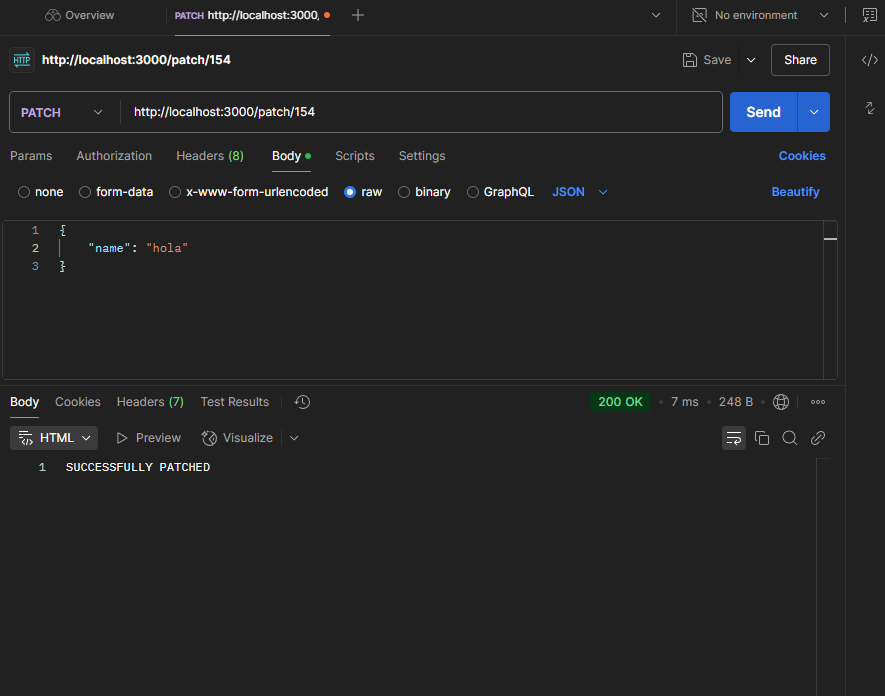 Overview
PATCH http://localhost:3000,
No environment
HTTP
http://localhost:3000/patch/154
Save
Share
PATCH
http://localhost:3000/patch/154
Send
Params Authorization Headers (8) Body Scripts Settings Cookies
none form-data x-www-form-urlencoded raw binary GraphQL JSON Beautify
1 {
2 "name": "hola"
3 }
Body Cookies Headers (7) Test Results 200 OK 7 ms 248 B
HTML Preview Visualize
1 SUCCESSFULLY PATCHED